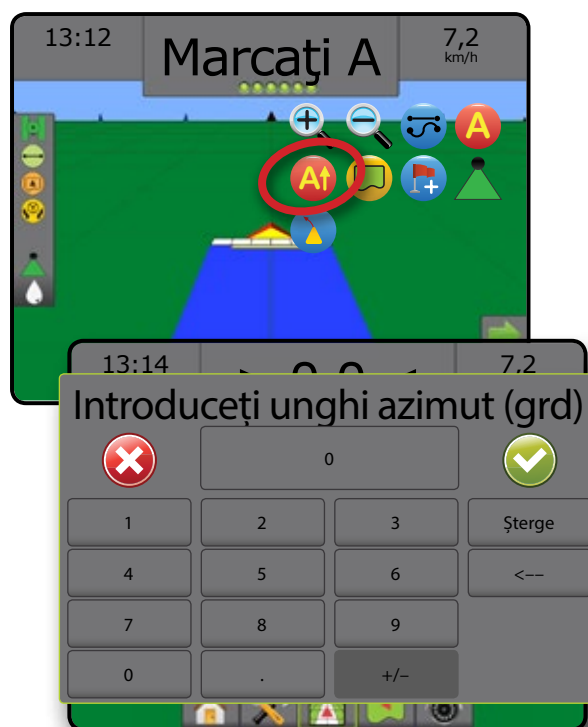 13:12
Marcaţi A
7,2
km/h
A
A
13:14
7,2
Introduceți unghi azimut (grd)
0
1 2 3 Șterge
4 5 6 <--
7 8 9
0 . +/-